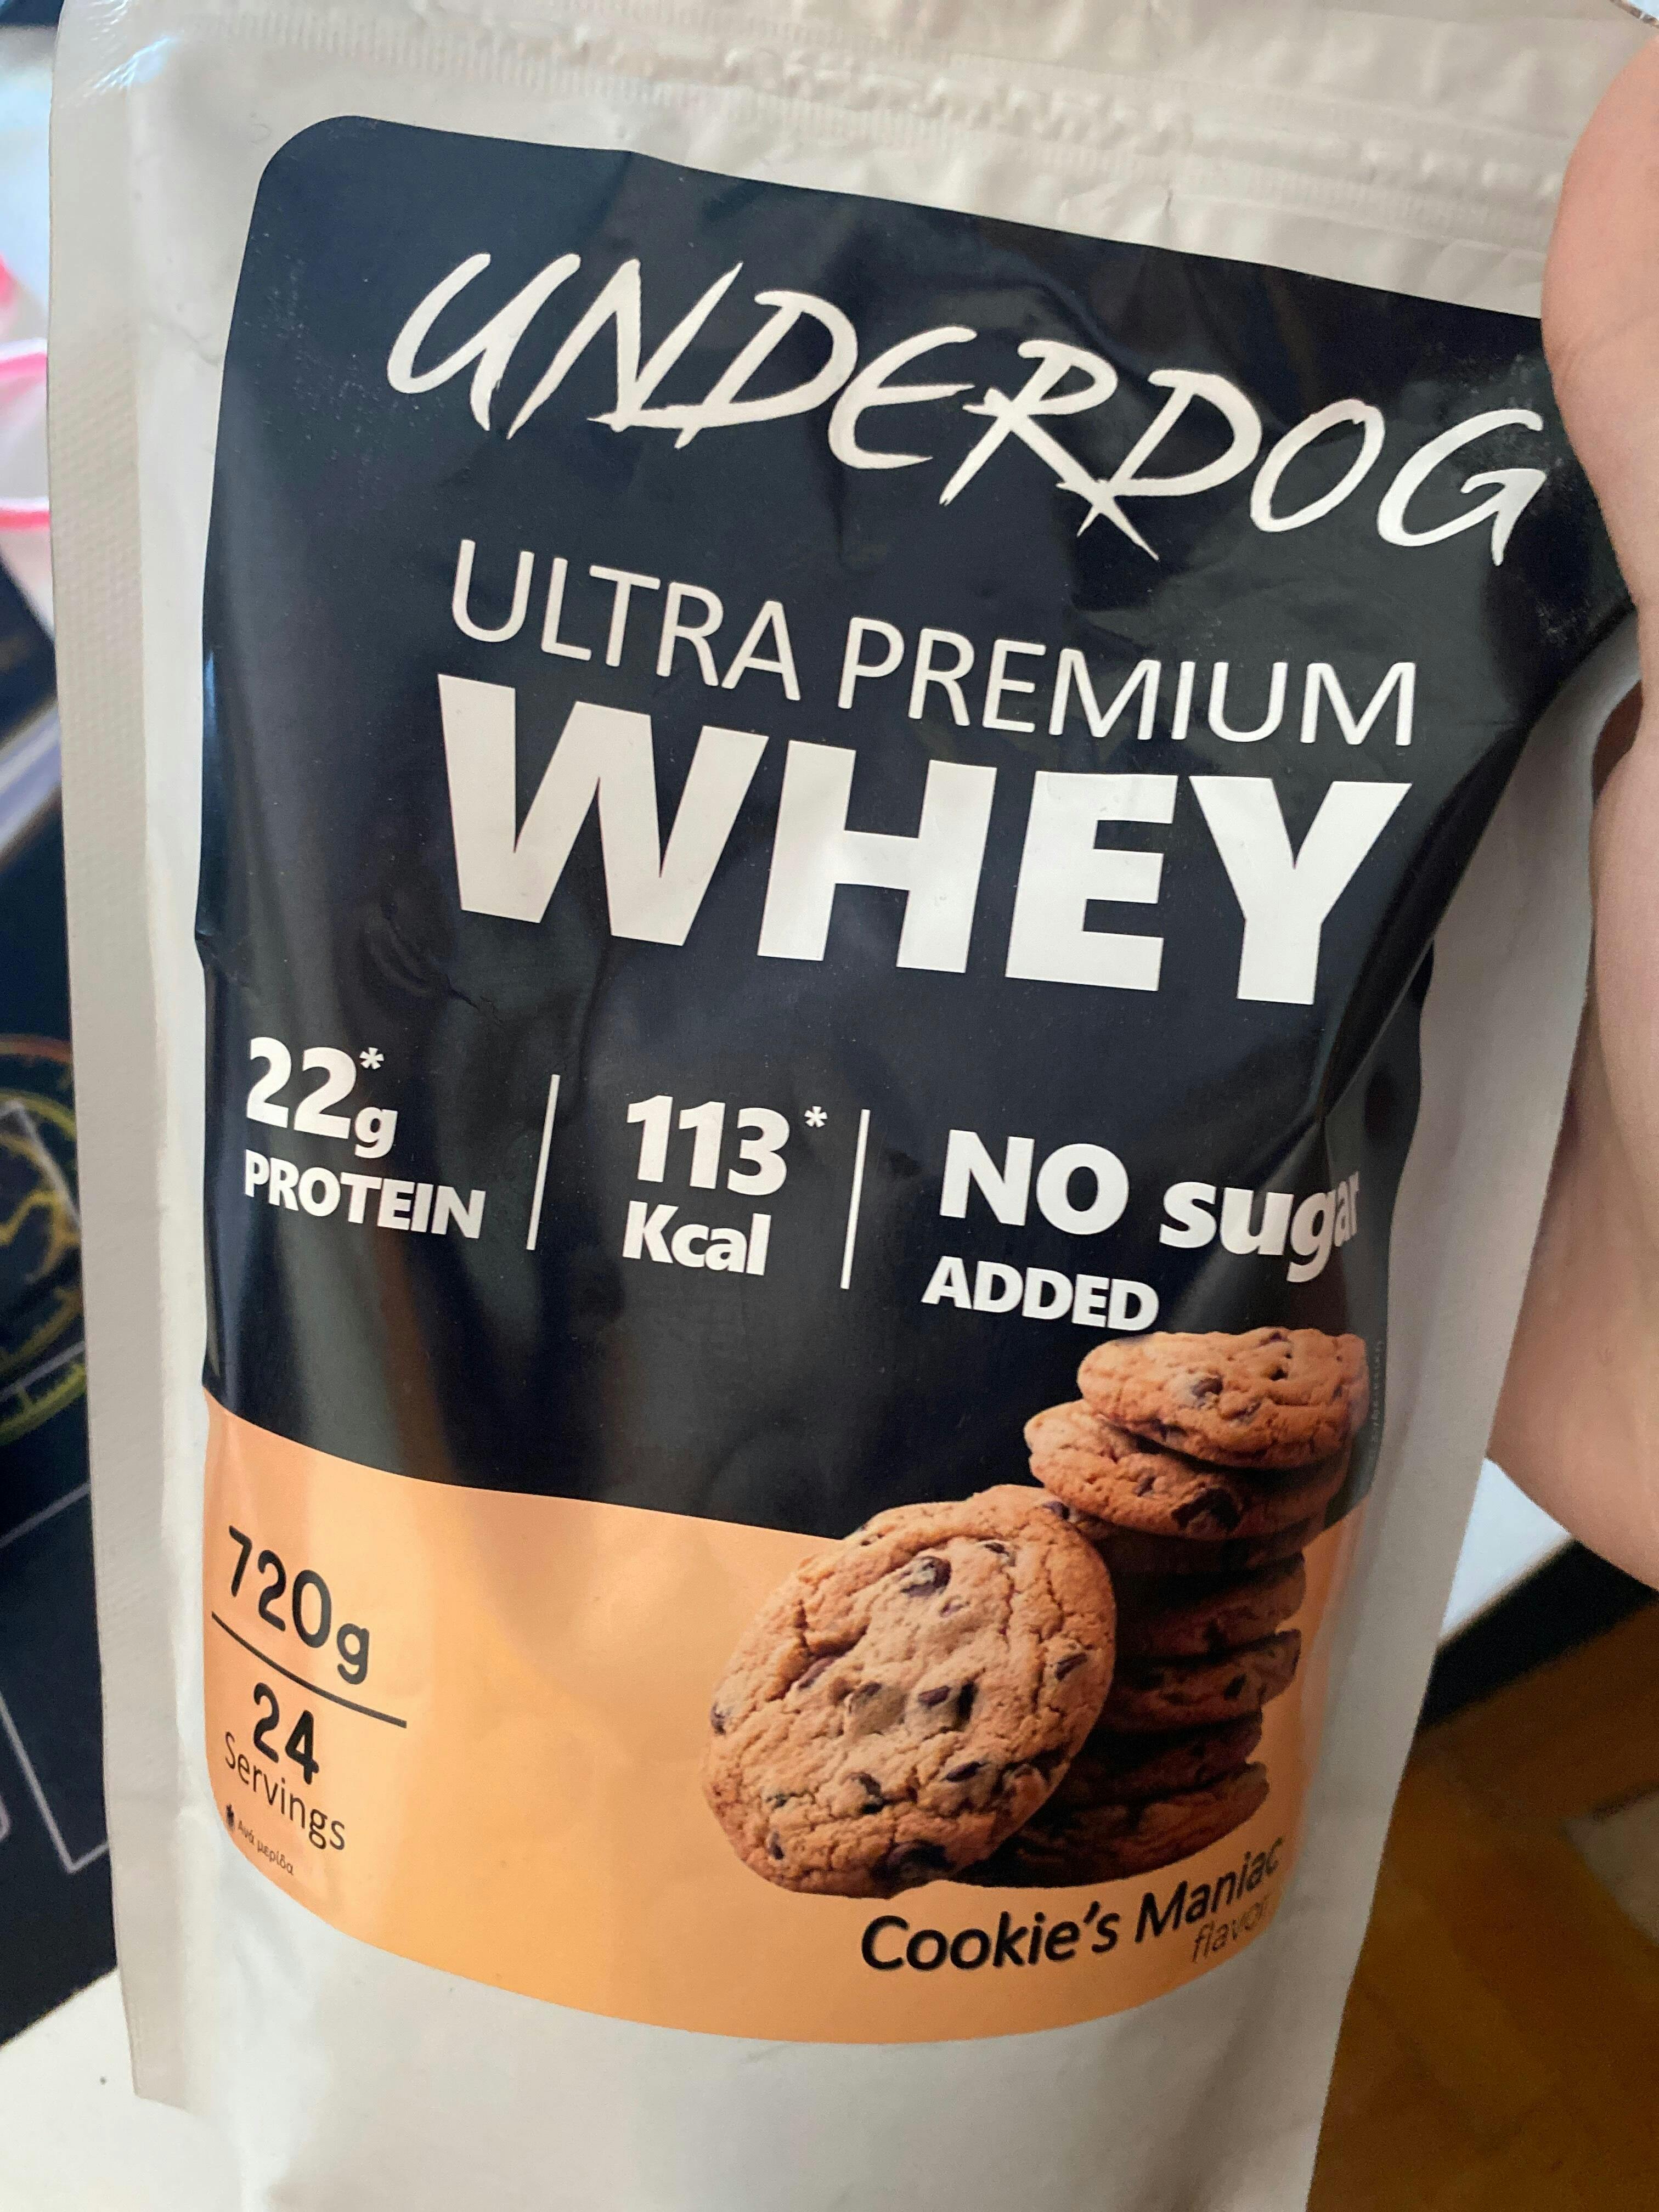 UNDERDOG
ULTRA PREMIUM
WHEY
22g*
PROTEIN
113*
Kcal
NO sugar
ADDED
720g
24
Servings
* Ανά μερίδα
Cookie's Maniac
flavor